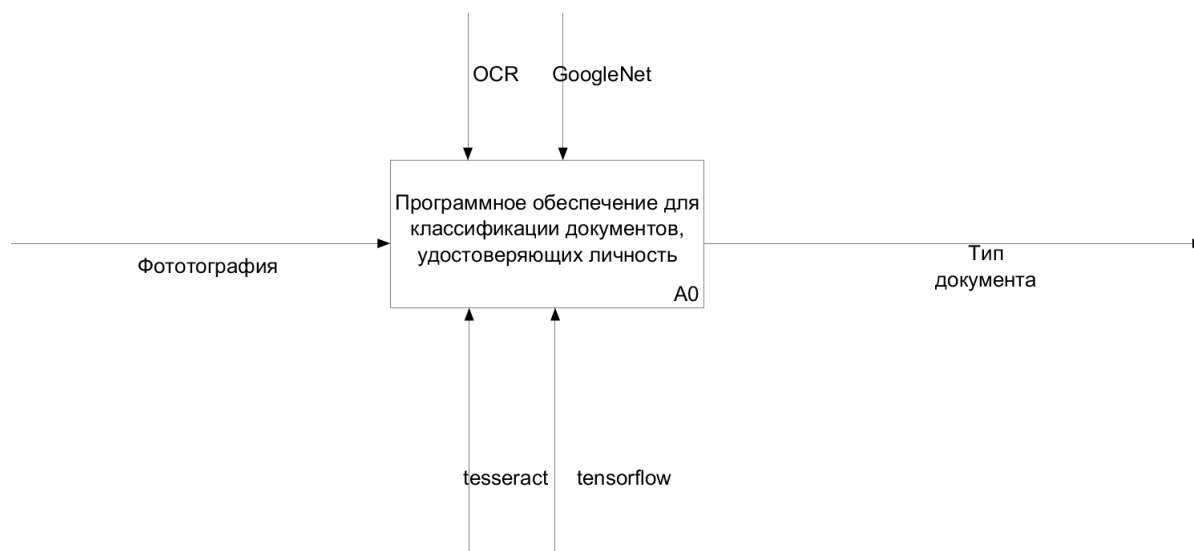 OCR
GoogleNet
Программное обеспечение для
классификации документов,
удостоверяющих личность
A0
Фототография
Тип
документа
tesseract
tensorflow